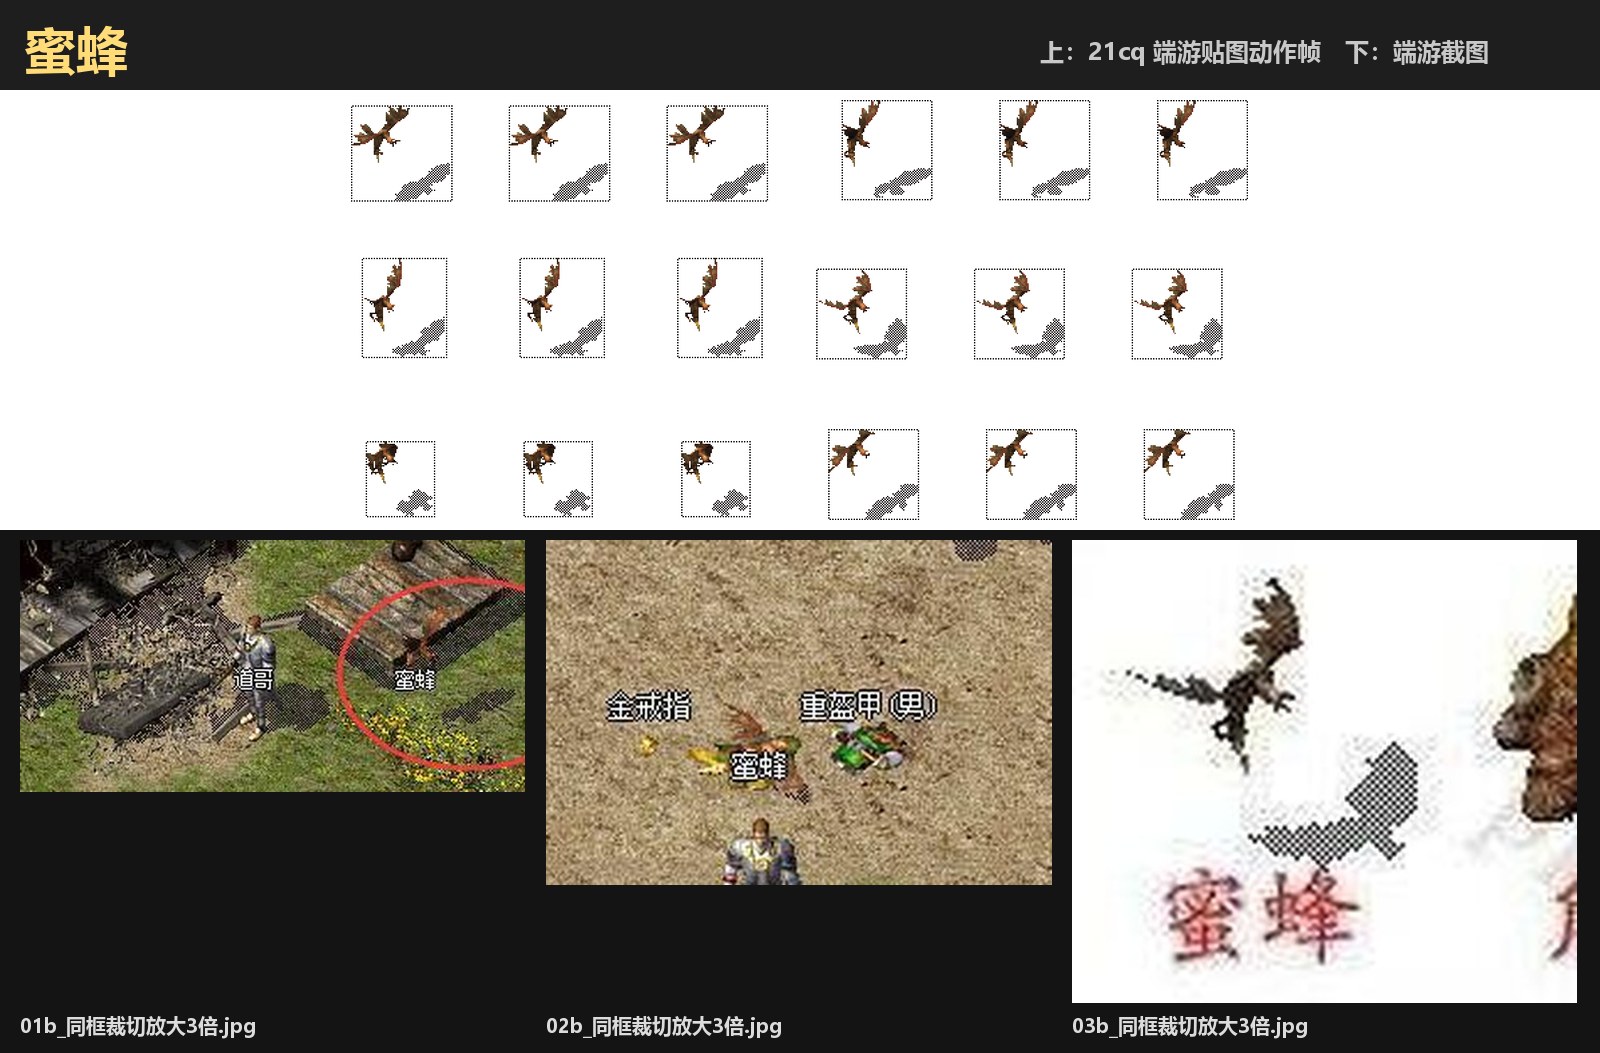 蜜蜂
上：21cq 端游贴图动作帧　下：端游截图
道哥
蜜蜂
金戒指
重盔甲(男)
蜜蜂
蜜蜂
01b_同框裁切放大3倍.jpg
02b_同框裁切放大3倍.jpg
03b_同框裁切放大3倍.jpg